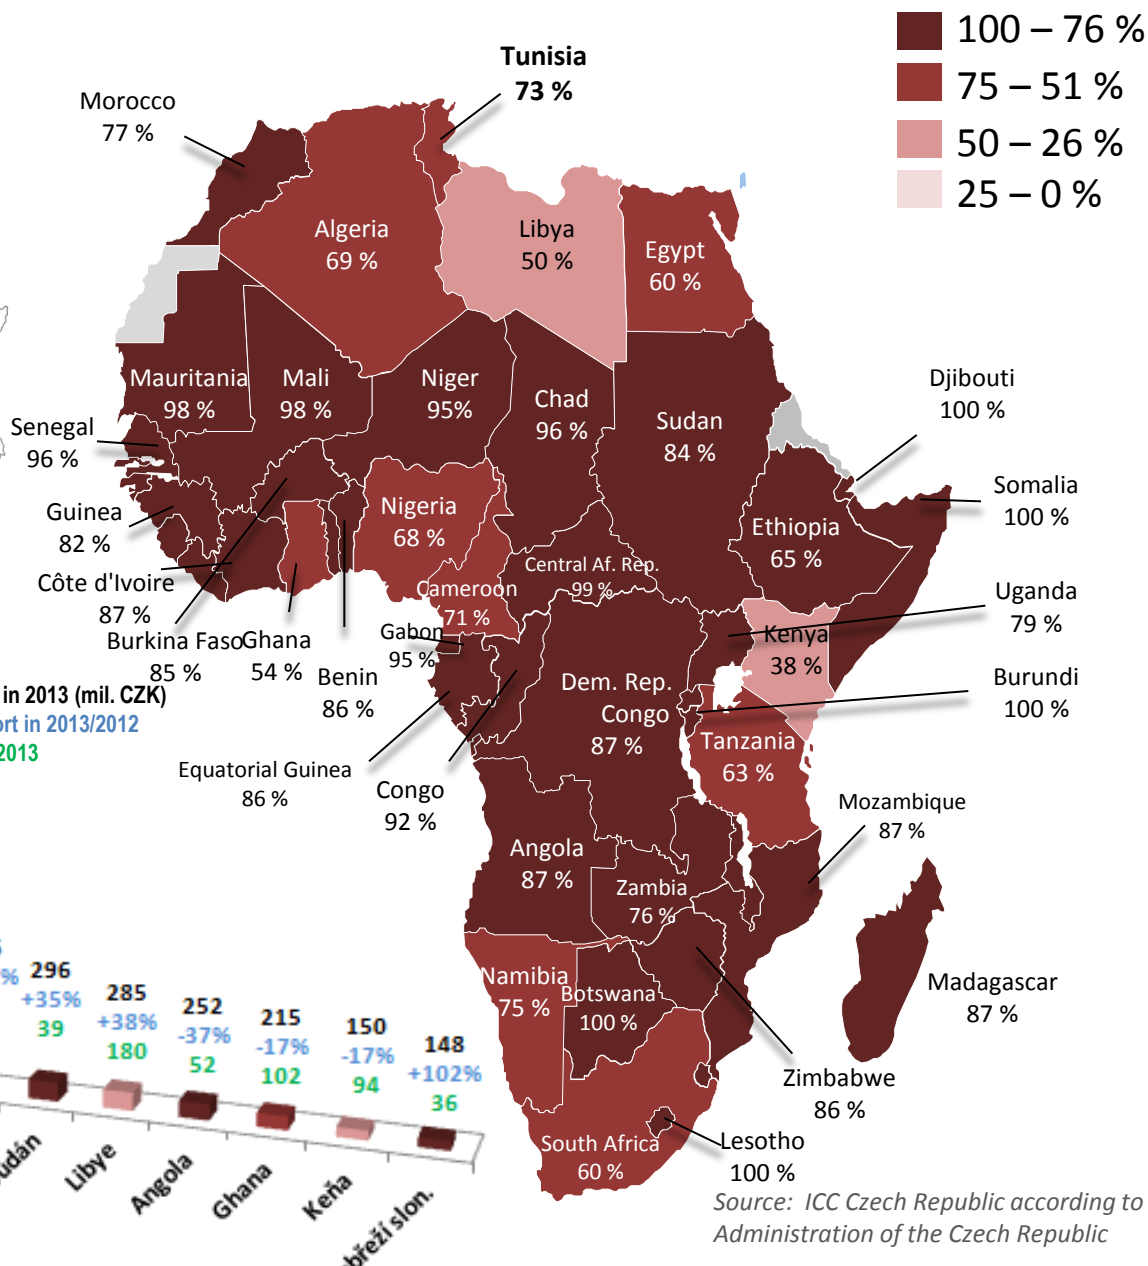 100 – 76 %
75 – 51 %
50 – 26 %
25 – 0 %
Tunisia
73 %
Morocco
77 %
Algeria
69 %
Libya
50 %
Egypt
60 %
Mauritania
98 %
Mali
98 %
Niger
95%
Chad
96 %
Sudan
84 %
Djibouti
100 %
Senegal
96 %
Somalia
100 %
Guinea
82 %
Nigeria
68 %
Ethiopia
65 %
Côte d'Ivoire
87 %
Central Af. Rep.
99 %
Cameroon
71 %
Uganda
79 %
Burkina Faso
85 %
Ghana
54 %
Gabon
95 %
Kenya
38 %
Benin
86 %
Dem. Rep.
Congo
87 %
Burundi
100 %
in 2013 (mil. CZK)
ort in 2013/2012
2013
Tanzania
63 %
Equatorial Guinea
86 %
Congo
92 %
Mozambique
87 %
Angola
87 %
Zambia
76 %
Namibia
75 %
Botswana
100 %
Madagascar
87 %
Zimbabwe
86 %
South Africa
60 %
Lesotho
100 %
%
296
+35%
39
285
+38%
180
252
-37%
52
215
-17%
102
150
-17%
94
148
+102%
36
udán
Libye
Angola
Ghana
Keňa
obřeží slon.
Source: ICC Czech Republic according to
Administration of the Czech Republic